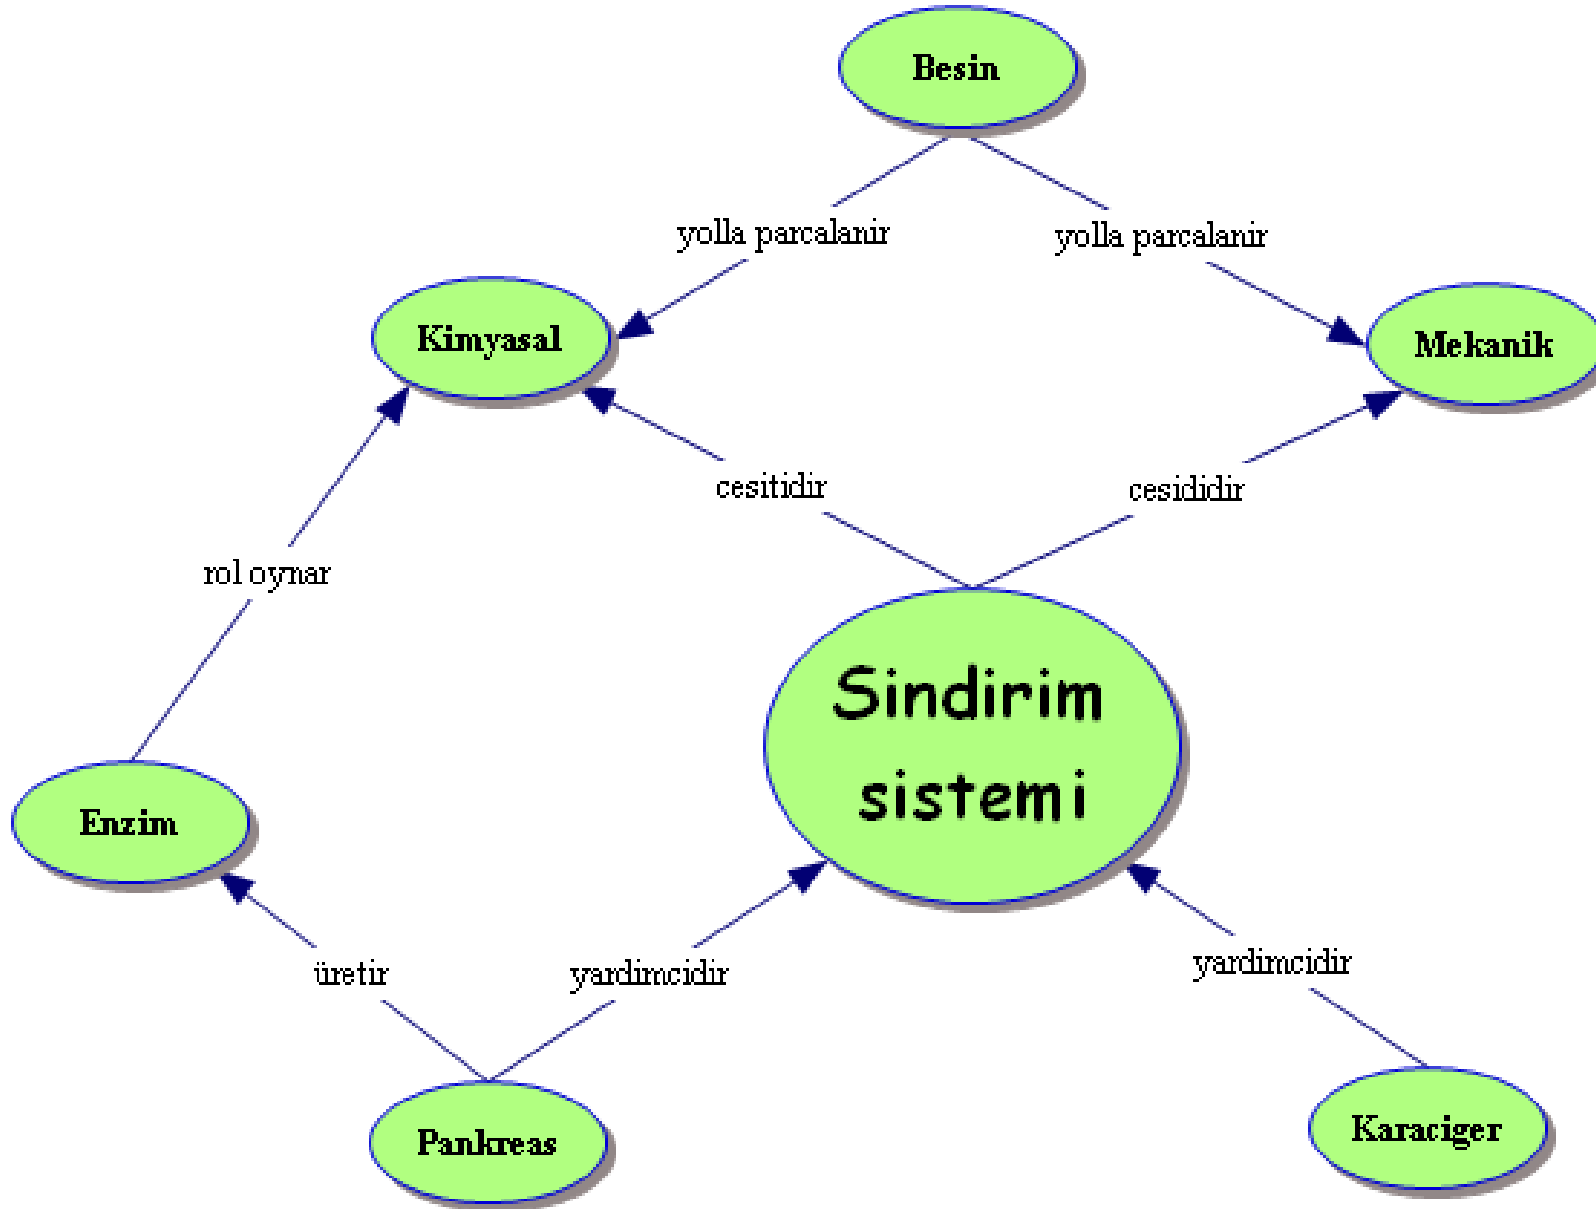 Besin
yolla parcalanir
yolla parcalanir
Kimyasal
Mekanik
cesitidir
cesididir
rol oynar
Sindirim
sistemi
Enzim
üretir
yardimcidir
yardimcidir
Pankreas
Karaciger